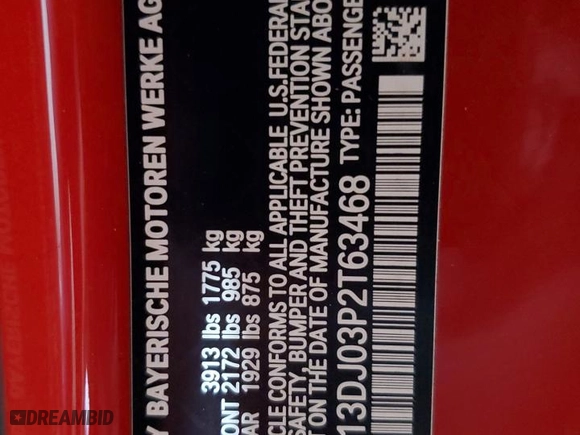 Y BAYERISCHE MOTOREN WERKE AG
3913 lbs 1775 kg
ONT 2172 lbs 985 kg
AR 1929 lbs 875 kg
CLE CONFORMS TO ALL APPLICABLE U.S.FEDERAL
SAFETY, BUMPER AND THEFT PREVENTION STA
T ON THE DATE OF MANUFACTURE SHOWN ABO
13DJ03P2T63468 TYPE: PASSENGE
DREAMBID